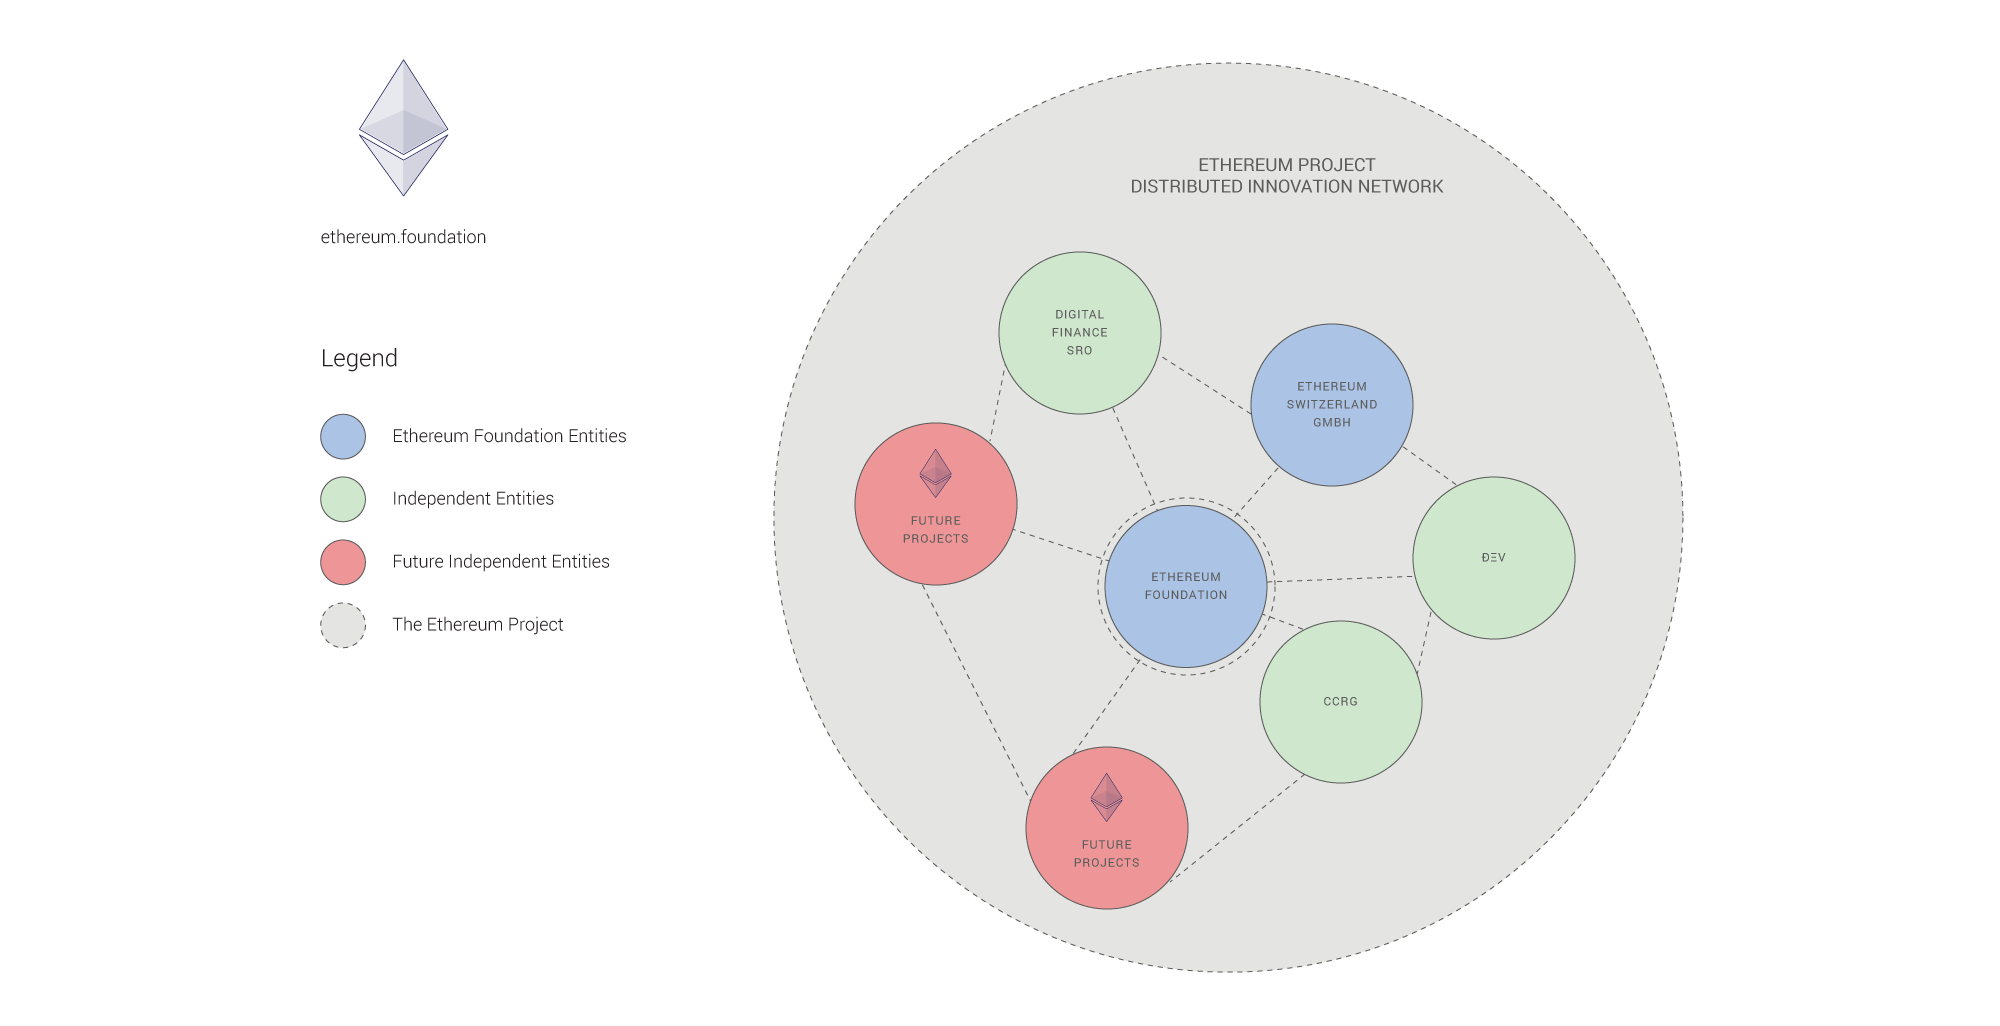 ethereum.foundation
Legend
Ethereum Foundation Entities
Independent Entities
Future Independent Entities
The Ethereum Project
ETHEREUM PROJECT
DISTRIBUTED INNOVATION NETWORK
DIGITAL
FINANCE
SRO
ETHEREUM
SWITZERLAND
GMBH
FUTURE
PROJECTS
ETHEREUM
FOUNDATION
ÐΞV
CCRG
FUTURE
PROJECTS